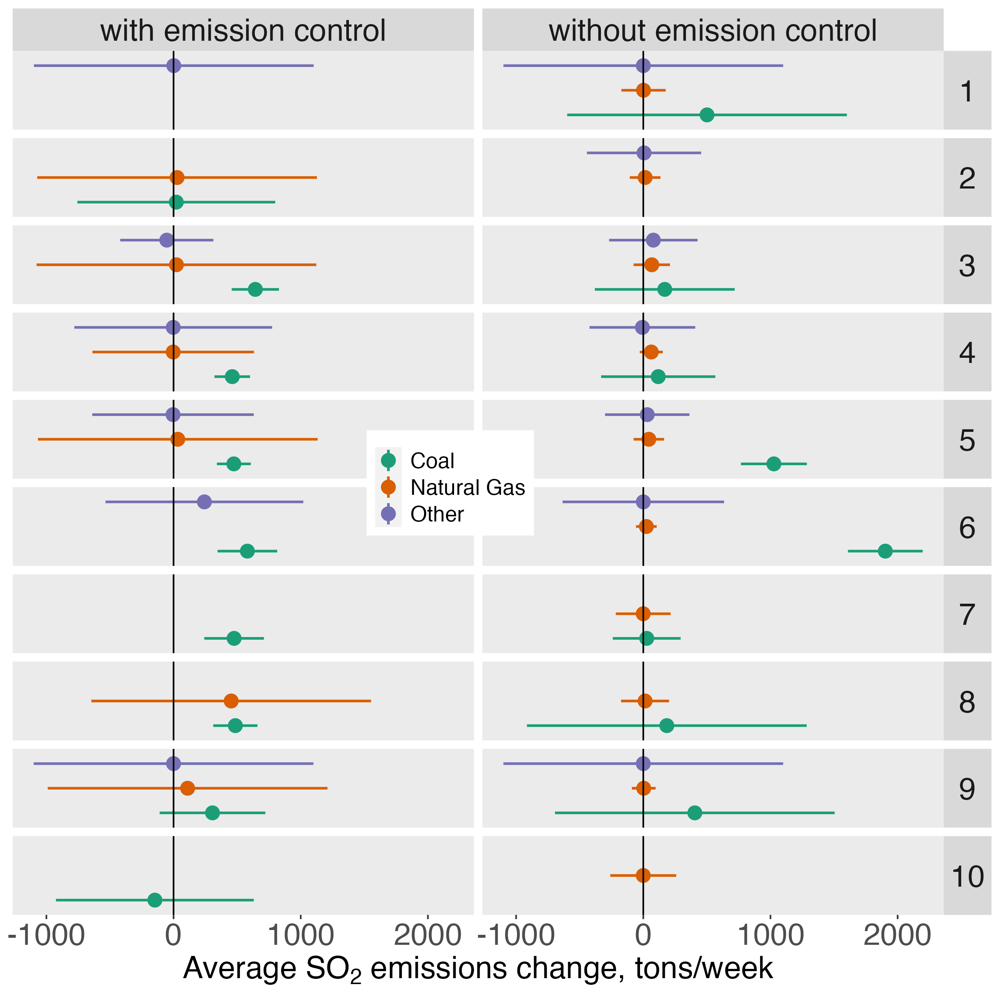 with emission control without emission control
1
2
3
4
5
Coal
Natural Gas
Other
6
7
8
9
10
-1000 0 1000 2000 -1000 0 1000 2000
Average SO₂ emissions change, tons/week